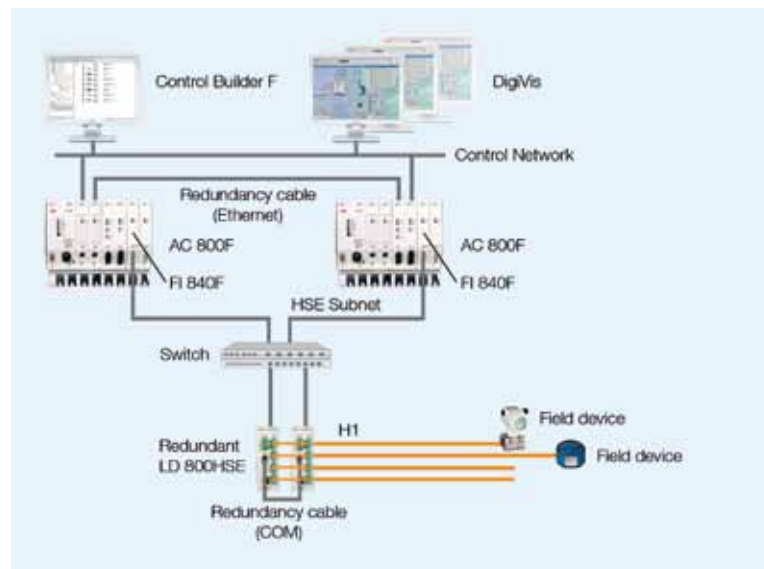 Control Builder F
DigiVis
Control Network
Redundancy cable
(Ethernet)
AC 800F
AC 800F
FI 840F
FI 840F
HSE Subnet
Switch
H1
Field device
Redundant
LD 800HSE
Field device
Redundancy cable
(COM)